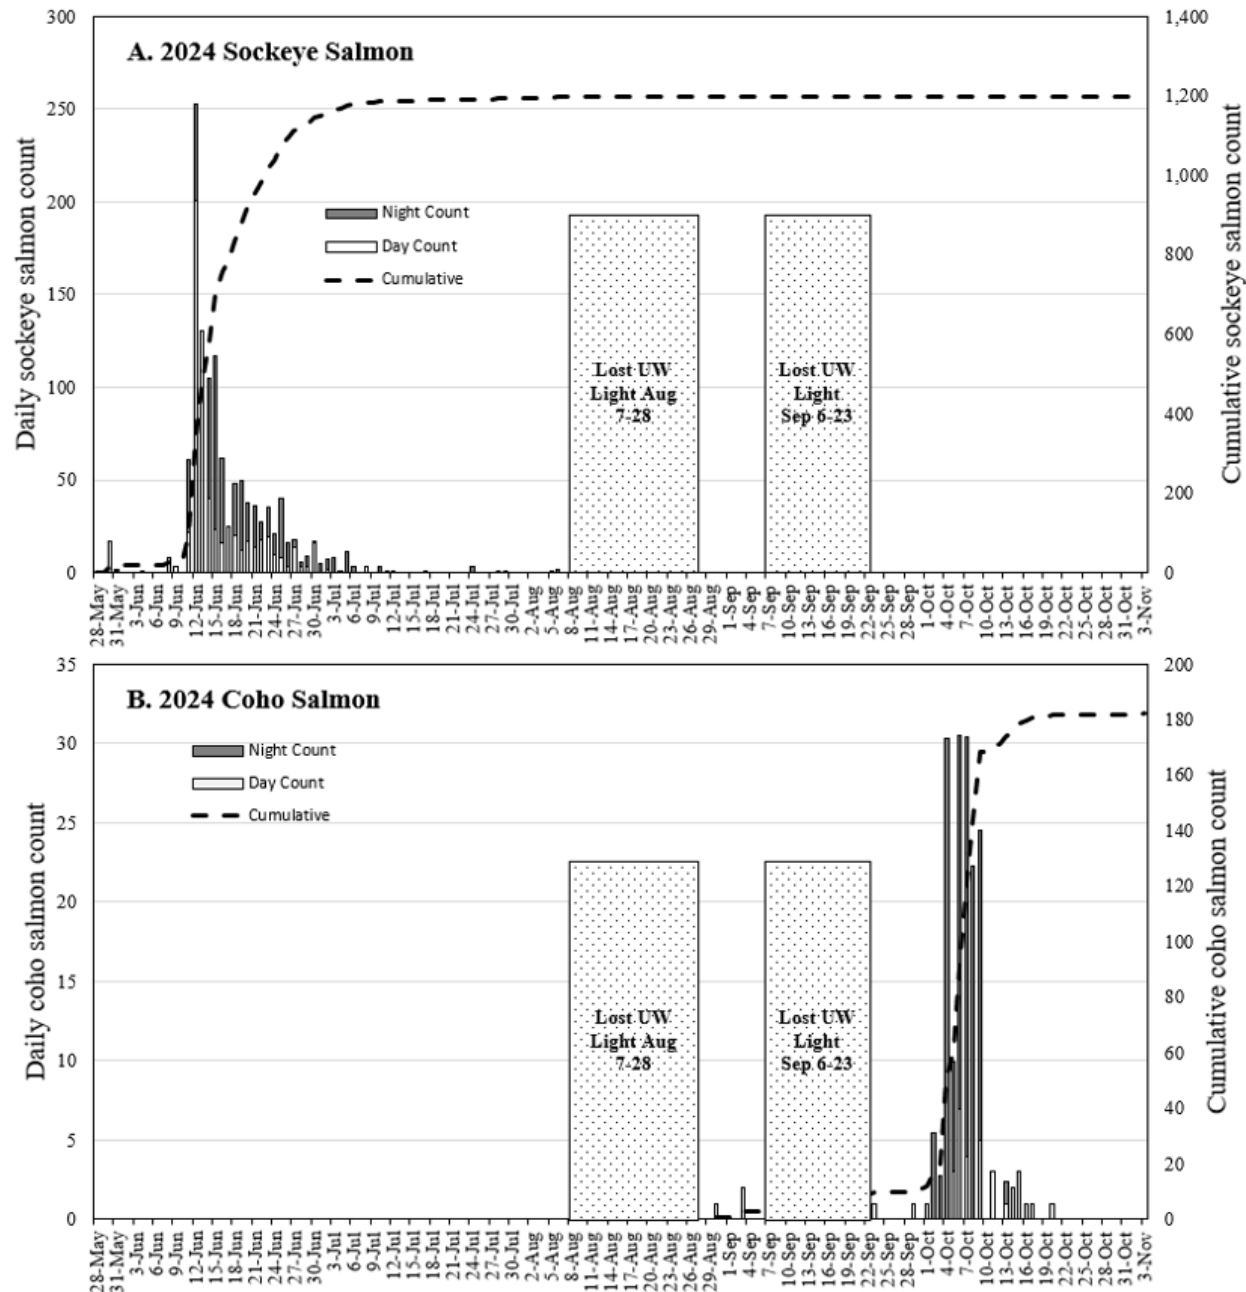 A. 2024 Sockeye Salmon
Daily sockeye salmon count
300
250
200
150
100
50
0
Night Count
Day Count
Cumulative
Lost UW
Light Aug
7-28
Lost UW
Light
Sep 6-23
1,400
1,200
1,000
800
600
400
200
0
Cumulative sockeye salmon count
28-May
31-May
3-Jun
6-Jun
9-Jun
12-Jun
15-Jun
18-Jun
21-Jun
24-Jun
27-Jun
30-Jun
3-Jul
6-Jul
9-Jul
12-Jul
15-Jul
18-Jul
21-Jul
24-Jul
27-Jul
30-Jul
2-Aug
5-Aug
8-Aug
11-Aug
14-Aug
17-Aug
20-Aug
23-Aug
26-Aug
29-Aug
1-Sep
4-Sep
7-Sep
10-Sep
13-Sep
16-Sep
19-Sep
22-Sep
25-Sep
28-Sep
1-Oct
4-Oct
7-Oct
10-Oct
13-Oct
16-Oct
19-Oct
22-Oct
25-Oct
28-Oct
31-Oct
3-Nov
B. 2024 Coho Salmon
Daily coho salmon count
35
30
25
20
15
10
5
0
Night Count
Day Count
Cumulative
Lost UW
Light Aug
7-28
Lost UW
Light
Sep 6-23
200
180
160
140
120
100
80
60
40
20
0
Cumulative coho salmon count
28-May
31-May
3-Jun
6-Jun
9-Jun
12-Jun
15-Jun
18-Jun
21-Jun
24-Jun
27-Jun
30-Jun
3-Jul
6-Jul
9-Jul
12-Jul
15-Jul
18-Jul
21-Jul
24-Jul
27-Jul
30-Jul
2-Aug
5-Aug
8-Aug
11-Aug
14-Aug
17-Aug
20-Aug
23-Aug
26-Aug
29-Aug
1-Sep
4-Sep
7-Sep
10-Sep
13-Sep
16-Sep
19-Sep
22-Sep
25-Sep
28-Sep
1-Oct
4-Oct
7-Oct
10-Oct
13-Oct
16-Oct
19-Oct
22-Oct
25-Oct
28-Oct
31-Oct
3-Nov